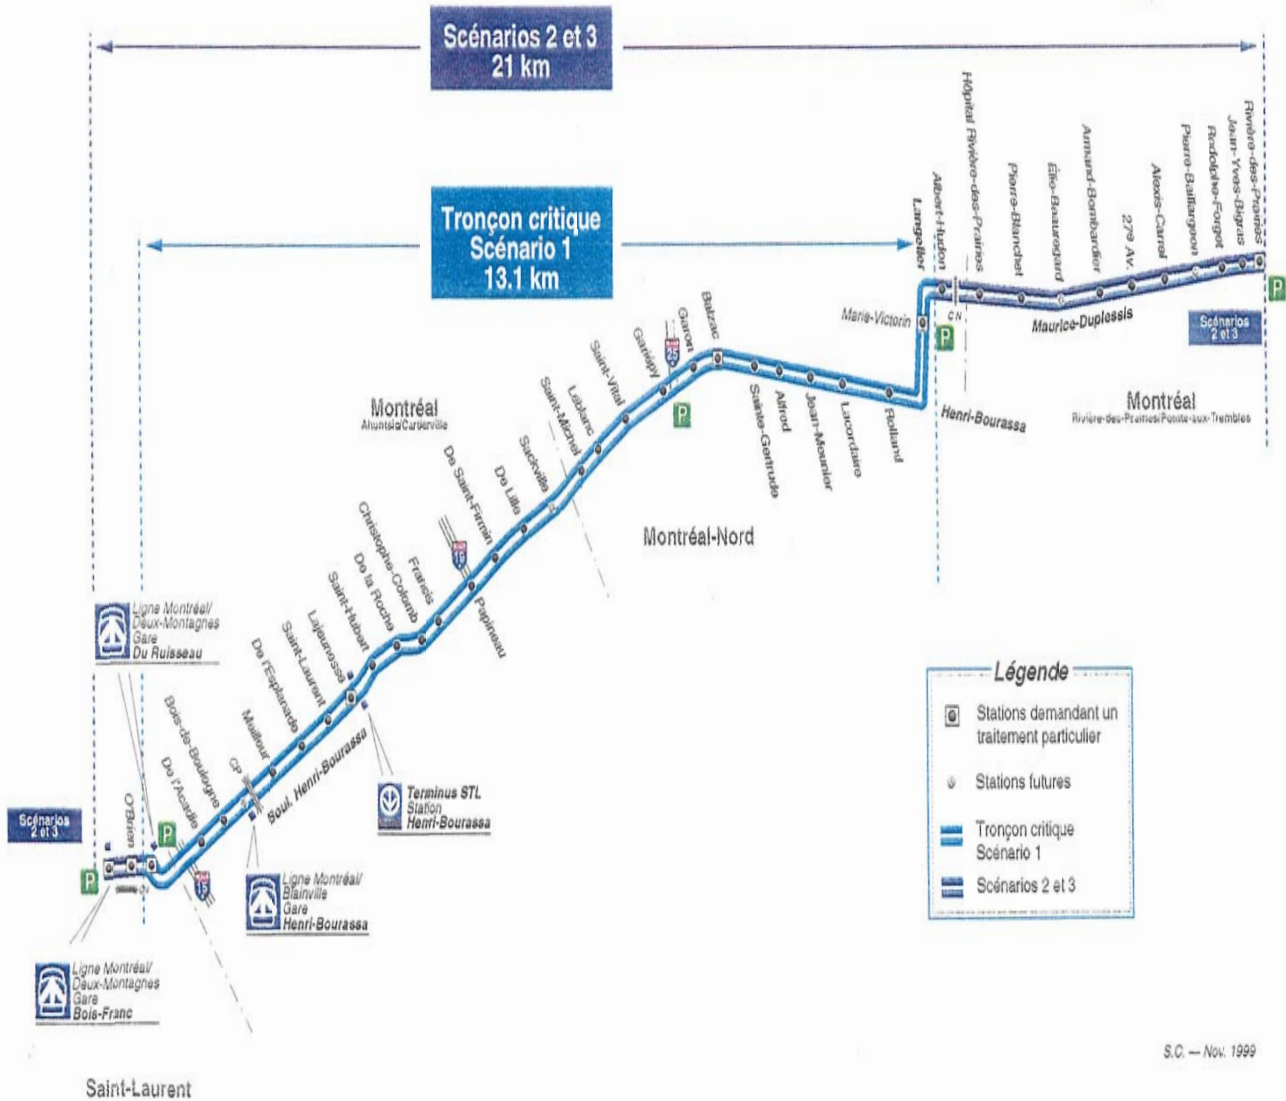 Scénarios 2 et 3
21 km
Tronçon critique
Scénario 1
13.1 km
Rivière-des-Prairies
Jean-Yves-Bigras
Rodolphe-Forget
Pierre-Baillargeon
Alexis-Carrel
27e Av.
Armand-Bombardier
Élie-Beauregard
Pierre-Blanchet
Hôpital Rivière-des-Prairies
Albert-Hudon
Langelier
Marie-Victorin
P
CN
Maurice-Duplessis
P
Scénarios
2 et 3
Henri-Bourassa
Montréal
Rivière-des-Prairies/Pointe-aux-Trembles
Balzac
Garon
25
Gariépy
P
Saint-Vital
Leblanc
Saint-Michel
Sackville
De Lille
De Saint-Firmin
Sainte-Gertrude
Alfred
Jean-Meunier
Lacordaire
Rolland
Montréal
Ahuntsic/Cartierville
Montréal-Nord
19
Papineau
Francis
Christophe-Colomb
De la Roche
Saint-Hubert
Lajeunesse
Saint-Laurent
De l'Esplanade
Meilleur
CP
Boul. Henri-Bourassa
Bois-de-Boulogne
De l'Acadie
O'Brien
Ligne Montréal/
Deux-Montagnes
Gare
Du Ruisseau
Terminus STL
Station
Henri-Bourassa
Scénarios
2 et 3
P
P
CN
15
Ligne Montréal/
Blainville
Gare
Henri-Bourassa
Ligne Montréal/
Deux-Montagnes
Gare
Bois-Franc
Saint-Laurent
Légende
Stations demandant un
traitement particulier
Stations futures
Tronçon critique
Scénario 1
Scénarios 2 et 3
S.C. — Nov. 1999